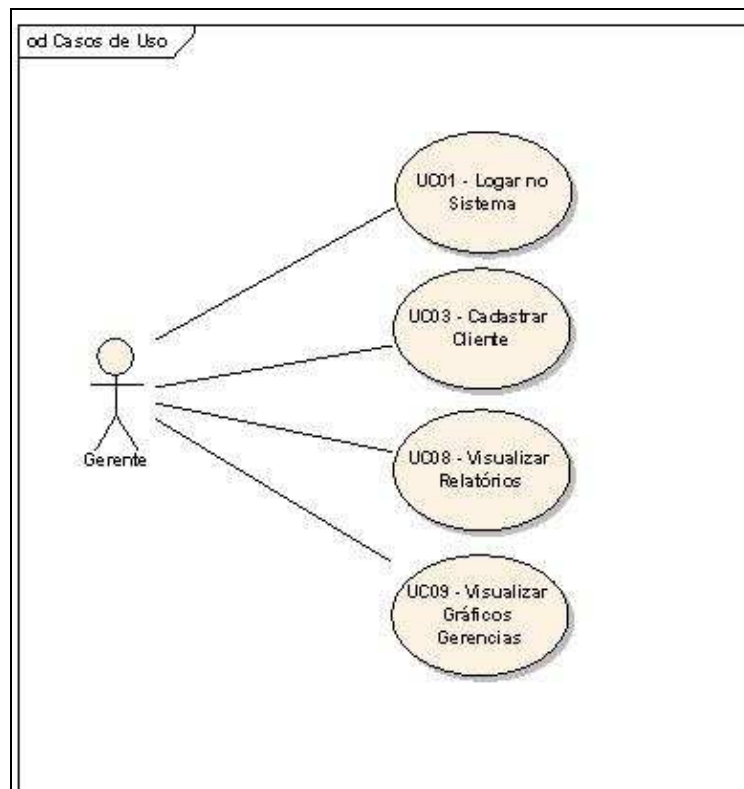 od Casos de Uso
UC01 - Logar no
Sistema
UC03 - Cadastrar
Cliente
Gerente
UC08 - Visualizar
Relatórios
UC09 - Visualizar
Gráficos
Gerencias